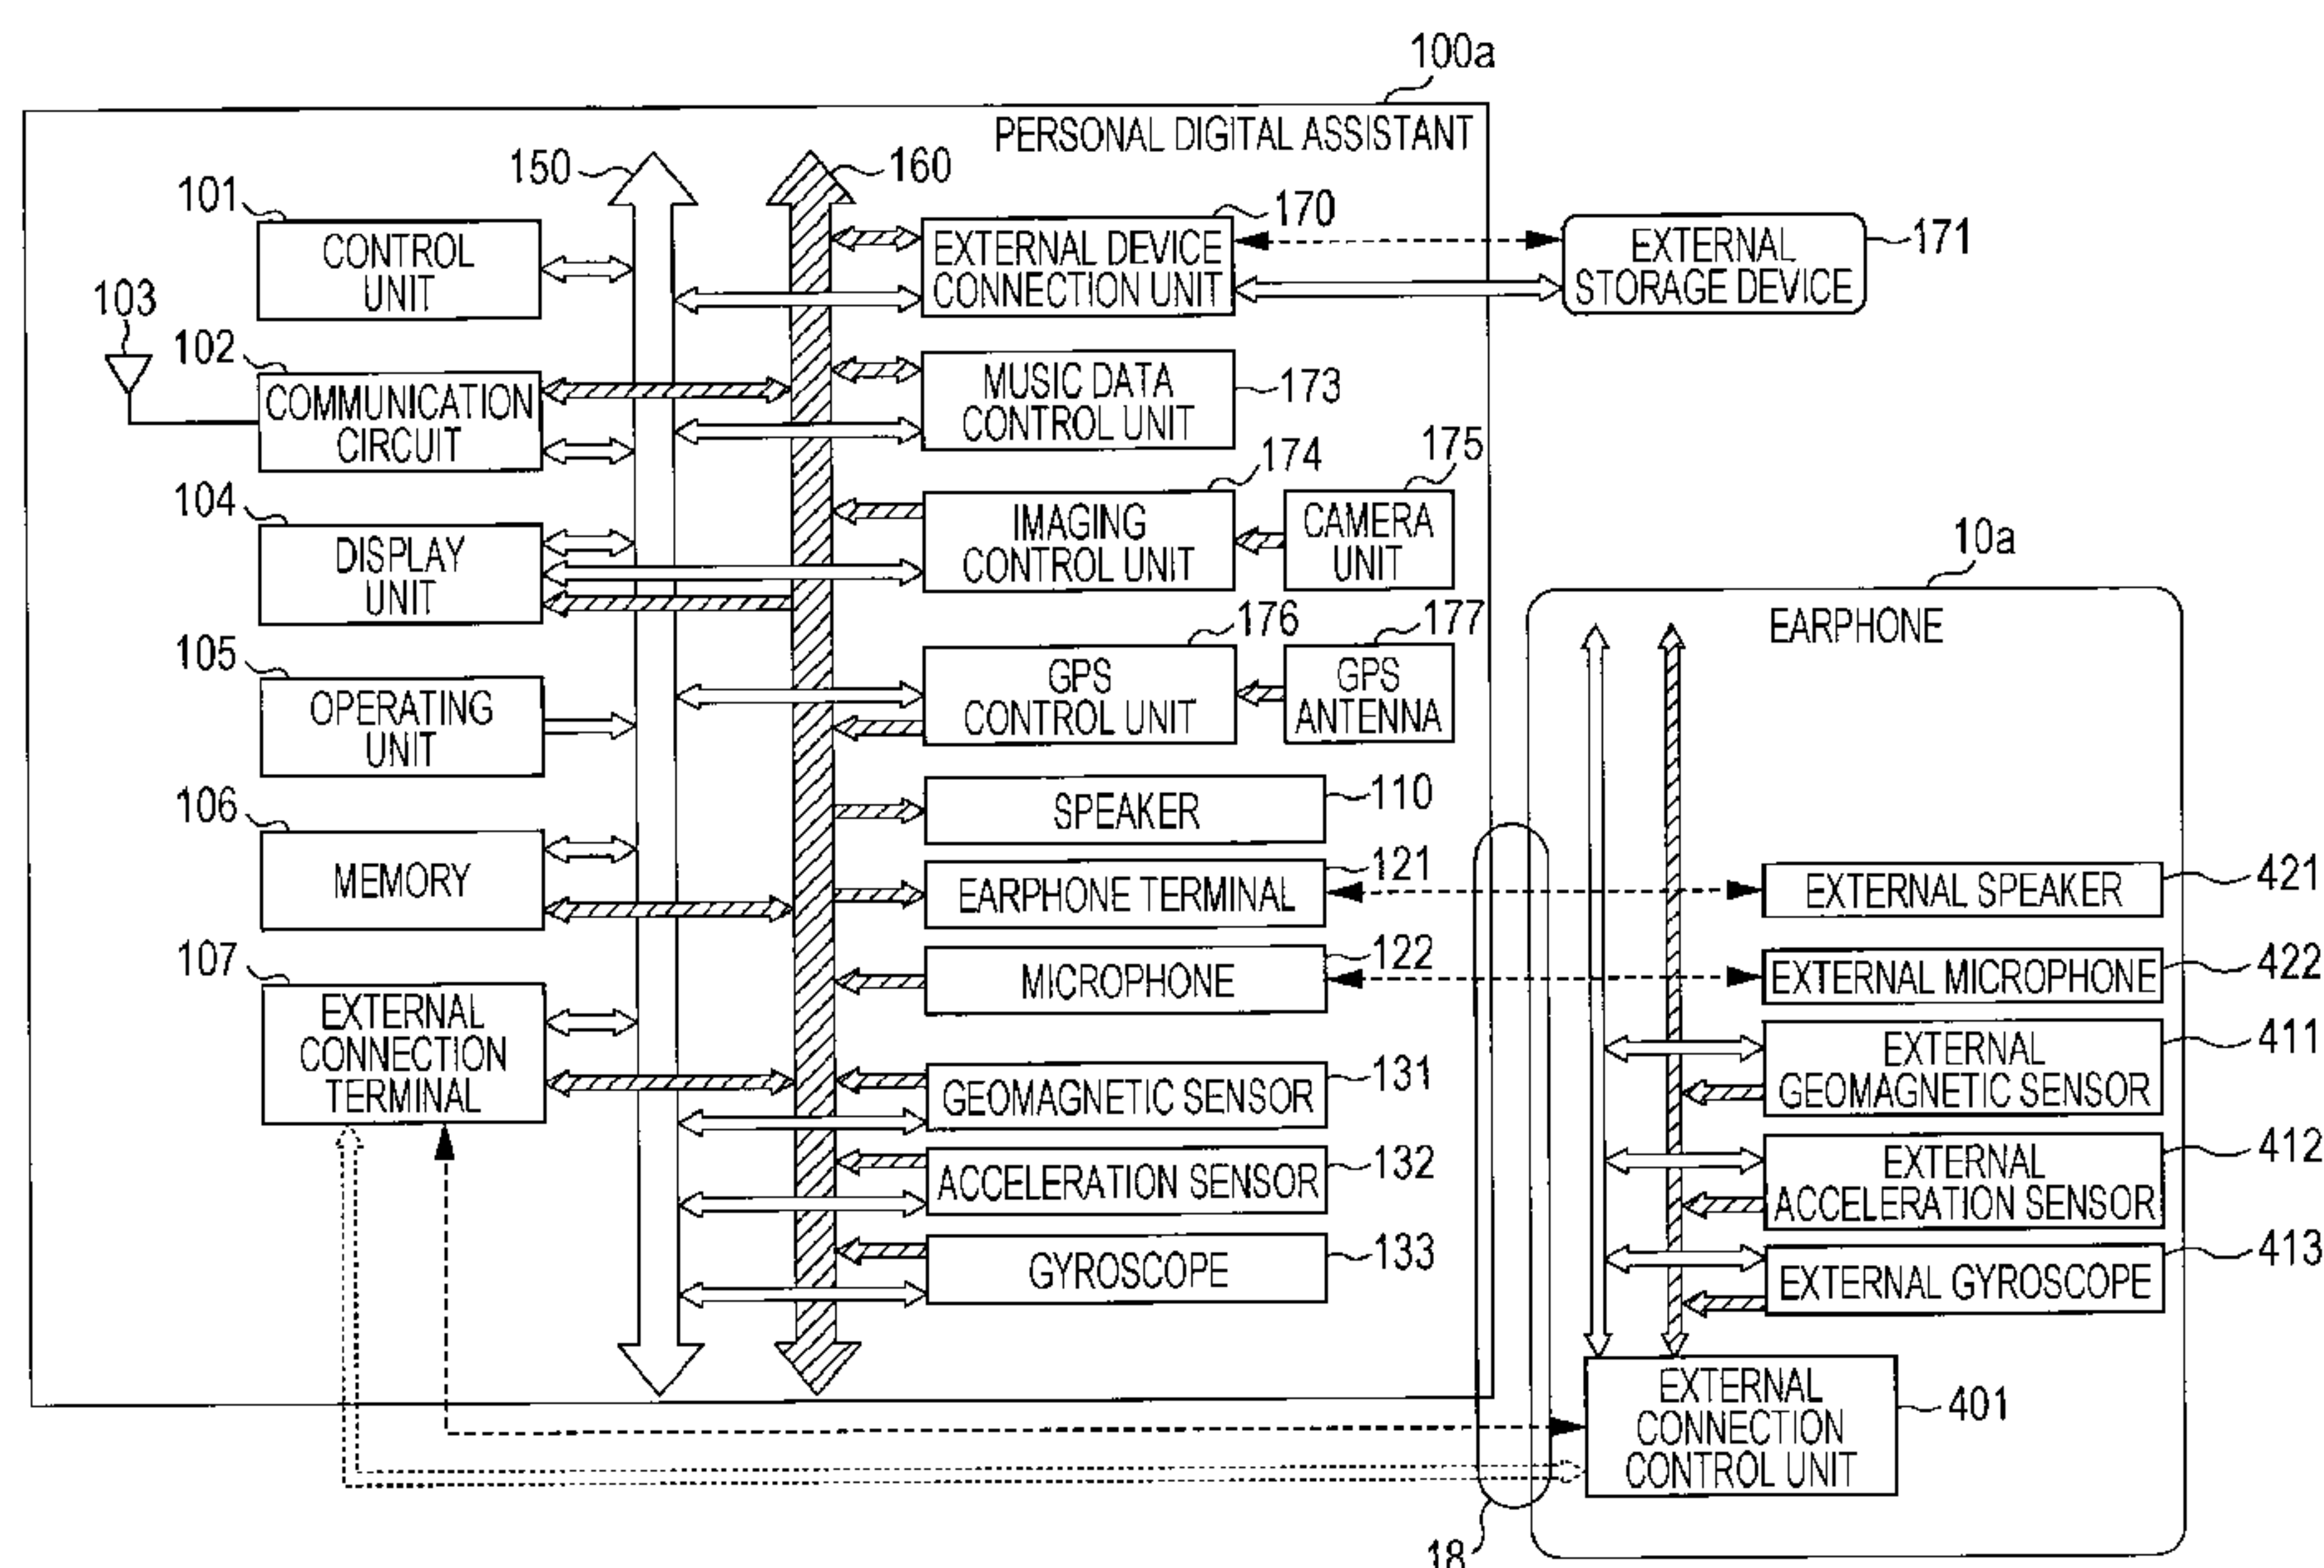 100a
PERSONAL DIGITAL ASSISTANT
150
160
101
CONTROL
UNIT
103
102
COMMUNICATION
CIRCUIT
104
DISPLAY
UNIT
105
OPERATING
UNIT
106
MEMORY
107
EXTERNAL
CONNECTION
TERMINAL
170
EXTERNAL DEVICE
CONNECTION UNIT
EXTERNAL
STORAGE DEVICE
171
MUSIC DATA
CONTROL UNIT
173
174
IMAGING
CONTROL UNIT
175
CAMERA
UNIT
176
GPS
CONTROL UNIT
177
GPS
ANTENNA
SPEAKER
110
EARPHONE TERMINAL
121
MICROPHONE
122
GEOMAGNETIC SENSOR
131
ACCELERATION SENSOR
132
GYROSCOPE
133
10a
EARPHONE
EXTERNAL SPEAKER
421
EXTERNAL MICROPHONE
422
EXTERNAL
GEOMAGNETIC SENSOR
411
EXTERNAL
ACCELERATION SENSOR
412
EXTERNAL GYROSCOPE
413
EXTERNAL
CONNECTION
CONTROL UNIT
401
18